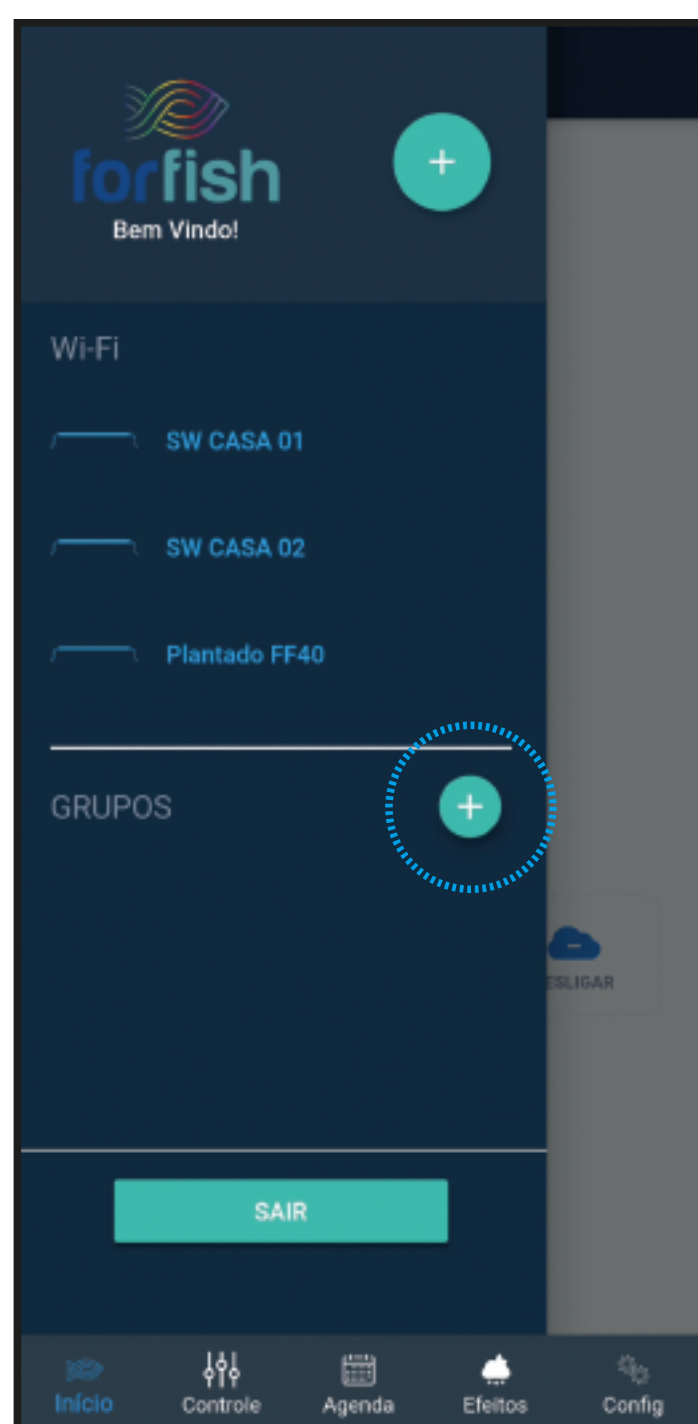 forfish
Bem Vindo!
+
Wi-Fi
SW CASA 01
SW CASA 02
Plantado FF40
GRUPOS
+
ESLIGAR
SAIR
Início
Controle
Agenda
Efeitos
Config